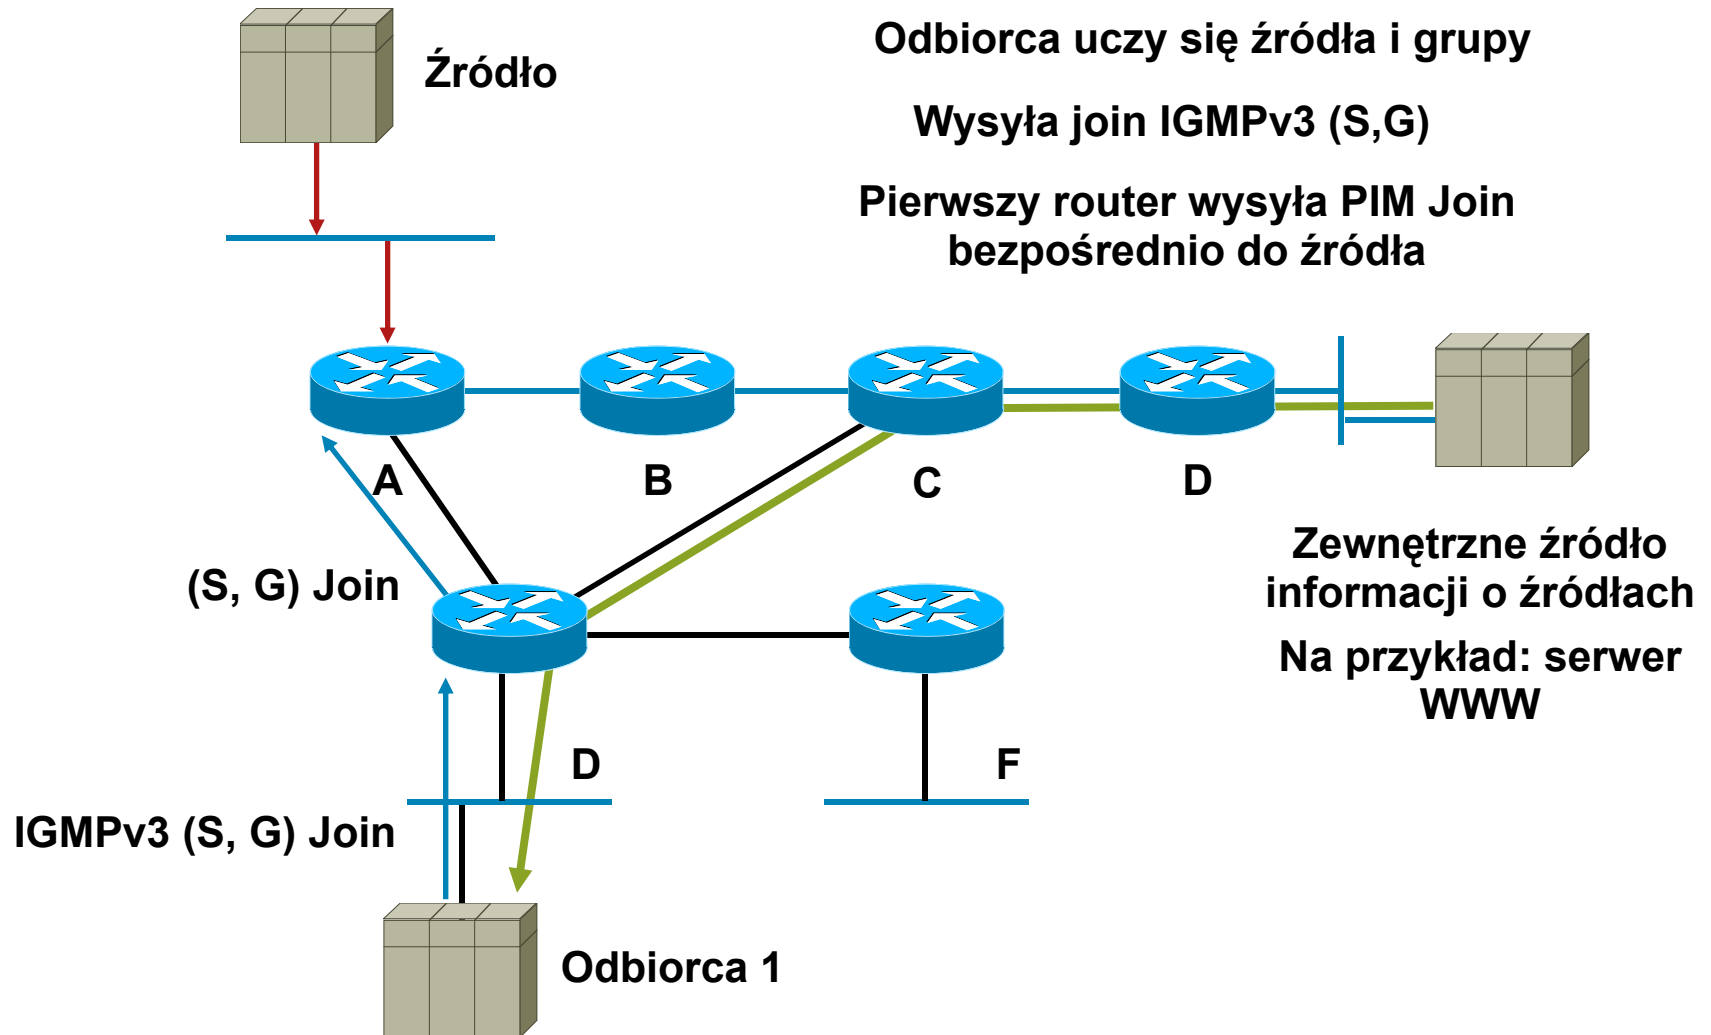 Źródło
Odbiorca uczy się źródła i grupy
Wysyła join IGMPv3 (S,G)
Pierwszy router wysyła PIM Join
bezpośrednio do źródła
A
B
C
D
Zewnętrzne źródło
informacji o źródłach
Na przykład: serwer
WWW
(S, G) Join
D
F
IGMPv3 (S, G) Join
Odbiorca 1